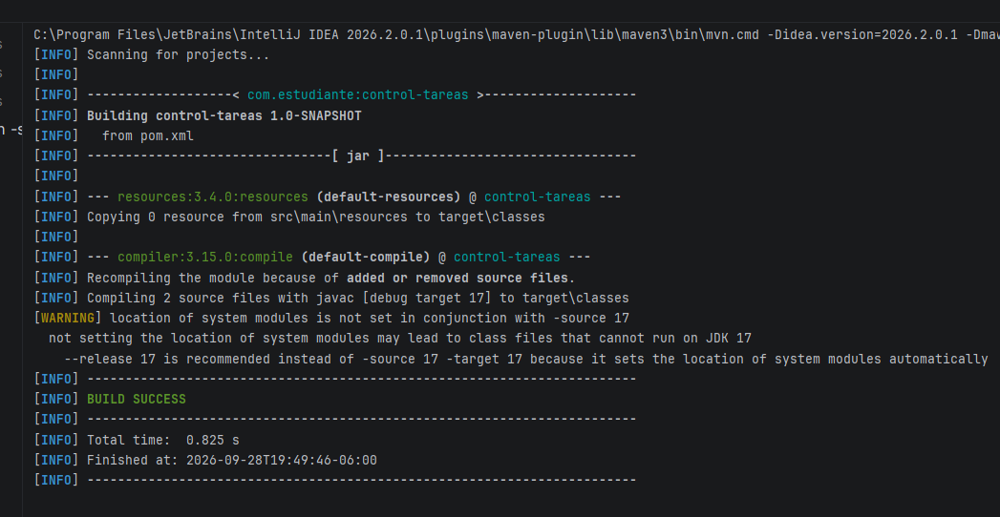 C:\Program Files\JetBrains\IntelliJ IDEA 2026.2.0.1\plugins\maven-plugin\lib\maven3\bin\mvn.cmd -Didea.version=2026.2.0.1
[INFO] Scanning for projects...
[INFO]
[INFO] -------------------< com.estudiante:control-tareas >--------------------
[INFO] Building control-tareas 1.0-SNAPSHOT
[INFO]   from pom.xml
[INFO] --------------------------------[ jar ]---------------------------------
[INFO]
[INFO] --- resources:3.4.0:resources (default-resources) @ control-tareas ---
[INFO] Copying 0 resource from src\main\resources to target\classes
[INFO]
[INFO] --- compiler:3.15.0:compile (default-compile) @ control-tareas ---
[INFO] Recompiling the module because of added or removed source files.
[INFO] Compiling 2 source files with javac [debug target 17] to target\classes
[WARNING] location of system modules is not set in conjunction with -source 17
  not setting the location of system modules may lead to class files that cannot run on JDK 17
    --release 17 is recommended instead of -source 17 -target 17 because it sets the location of system modules automatically
[INFO] ------------------------------------------------------------------------
[INFO] BUILD SUCCESS
[INFO] ------------------------------------------------------------------------
[INFO] Total time:  0.825 s
[INFO] Finished at: 2026-09-28T19:49:46-06:00
[INFO] ------------------------------------------------------------------------